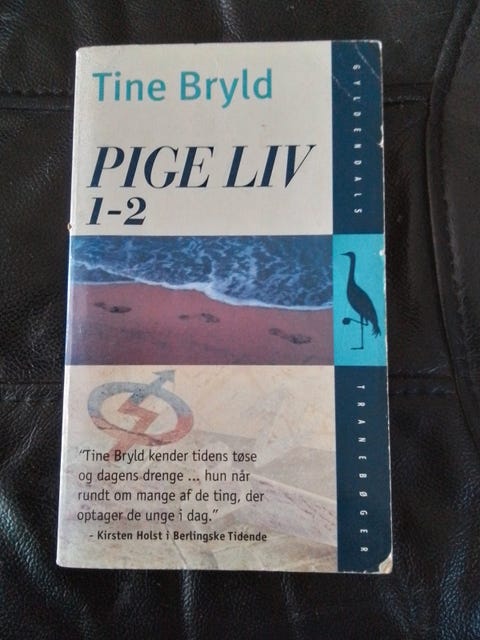 Tine Bryld
PIGE LIV
1-2
"Tine Bryld kender tidens tøse
og dagens drenge ... hun når
rundt om mange af de ting, der
optager de unge i dag."
- Kirsten Holst i Berlingske Tidende
GYLDENDALS
TRANEBØGER